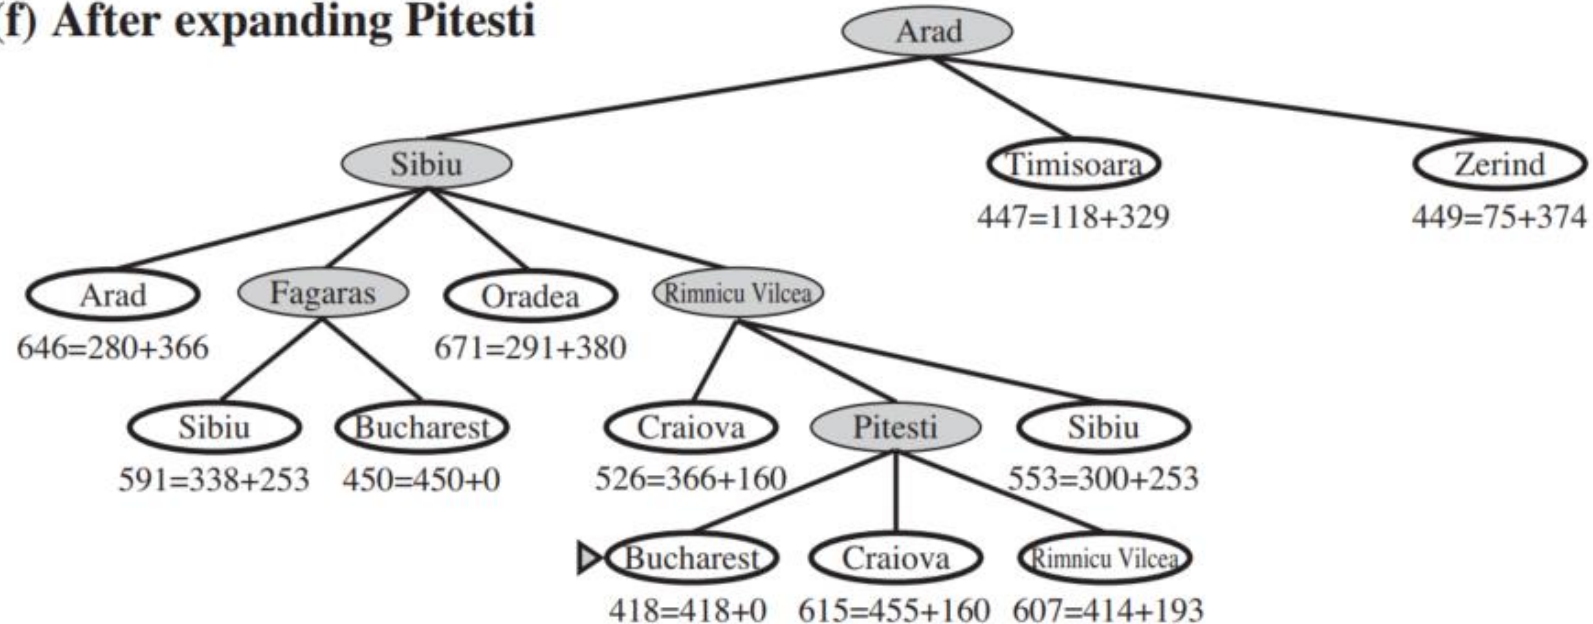 (f) After expanding Pitesti
Arad
Sibiu
Timisoara
Zerind
447=118+329
449=75+374
Arad
Fagaras
Oradea
Rimnicu Vilcea
646=280+366
671=291+380
Sibiu
Bucharest
Craiova
Pitesti
Sibiu
591=338+253
450=450+0
526=366+160
553=300+253
Bucharest
Craiova
Rimnicu Vilcea
418=418+0
615=455+160
607=414+193